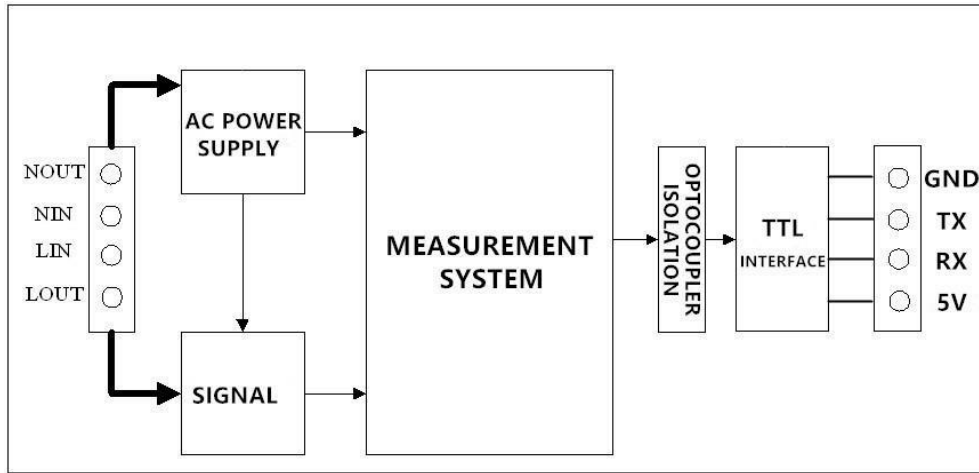 NOUT
NIN
LIN
LOUT
AC POWER
SUPPLY
SIGNAL
MEASUREMENT
SYSTEM
OPTOCOUPLER
ISOLATION
TTL
INTERFACE
GND
TX
RX
5V